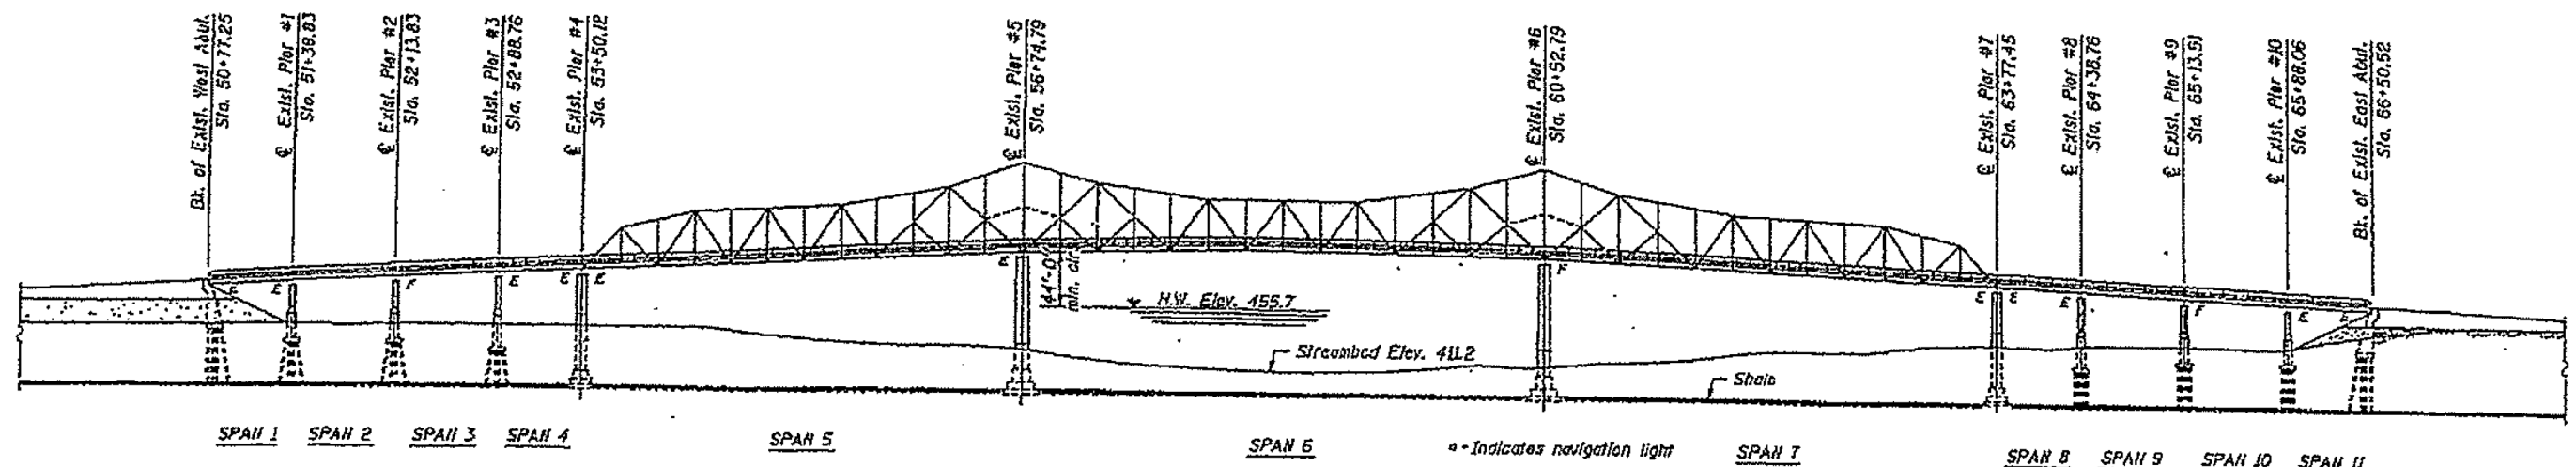 Bk. of Exist. West Abut.
Sta. 50+77.25
℄ Exist. Pier #1
Sta. 51+38.83
℄ Exist. Pier #2
Sta. 52+13.83
℄ Exist. Pier #3
Sta. 52+88.76
℄ Exist. Pier #4
Sta. 53+50.12
℄ Exist. Pier #5
Sta. 56+74.79
℄ Exist. Pier #6
Sta. 60+52.79
℄ Exist. Pier #7
Sta. 63+77.45
℄ Exist. Pier #8
Sta. 64+38.76
℄ Exist. Pier #9
Sta. 65+13.51
℄ Exist. Pier #10
Sta. 65+88.06
Bk. of Exist. East Abut.
Sta. 66+50.52
E E F E E E E F E E E F E E
44'-0"
min. clr.
H.W. Elev. 455.7
Streambed Elev. 411.2
Shale
SPAN 1 SPAN 2 SPAN 3 SPAN 4 SPAN 5 SPAN 6
¤-Indicates navigation light
SPAN 7 SPAN 8 SPAN 9 SPAN 10 SPAN 11